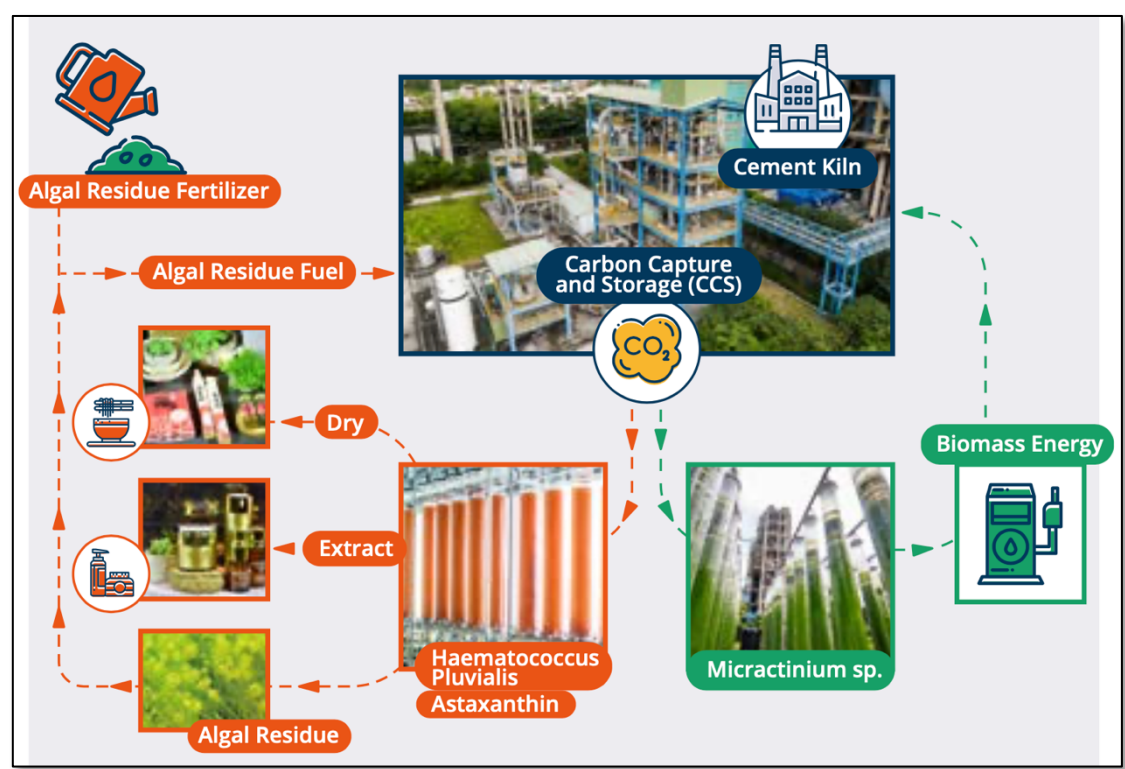 Cement Kiln
Algal Residue Fertilizer
Algal Residue Fuel
Carbon Capture
and Storage (CCS)
CO₂
Dry
Biomass Energy
Extract
Haematococcus
Pluvialis
Astaxanthin
Micractinium sp.
Algal Residue